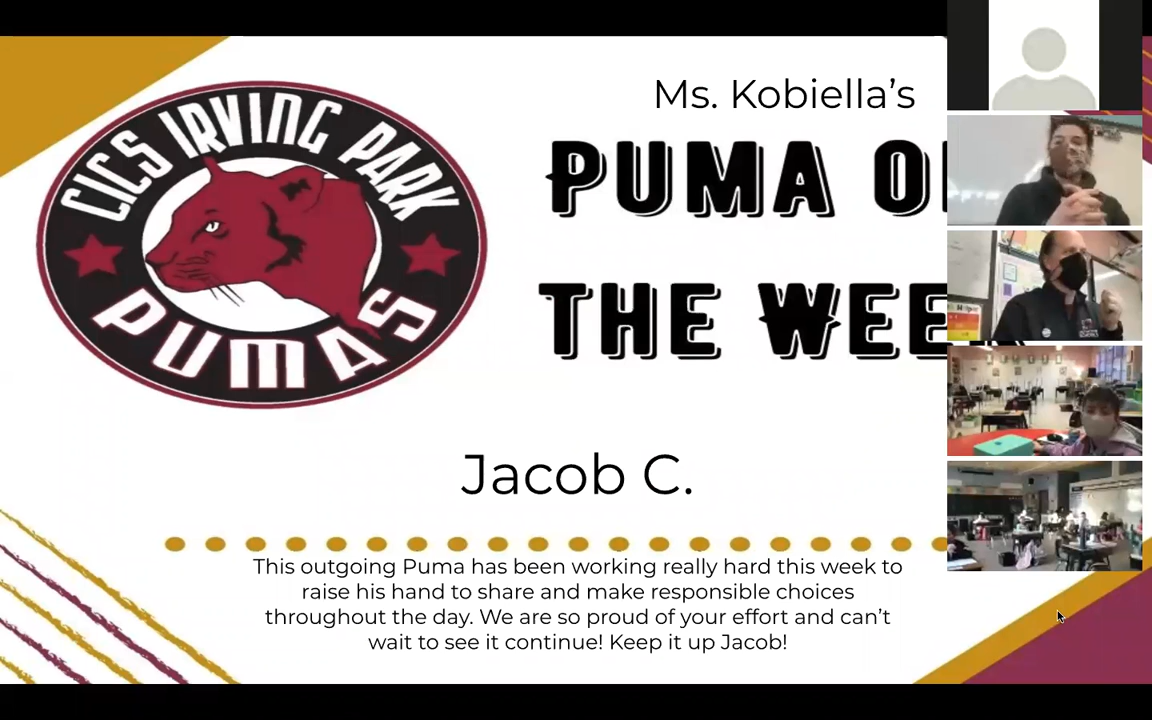 CICS IRVING PARK
PUMAS
Ms. Kobiella’s
PUMA O
THE WEE
Jacob C.
This outgoing Puma has been working really hard this week to
raise his hand to share and make responsible choices
throughout the day. We are so proud of your effort and can’t
wait to see it continue! Keep it up Jacob!